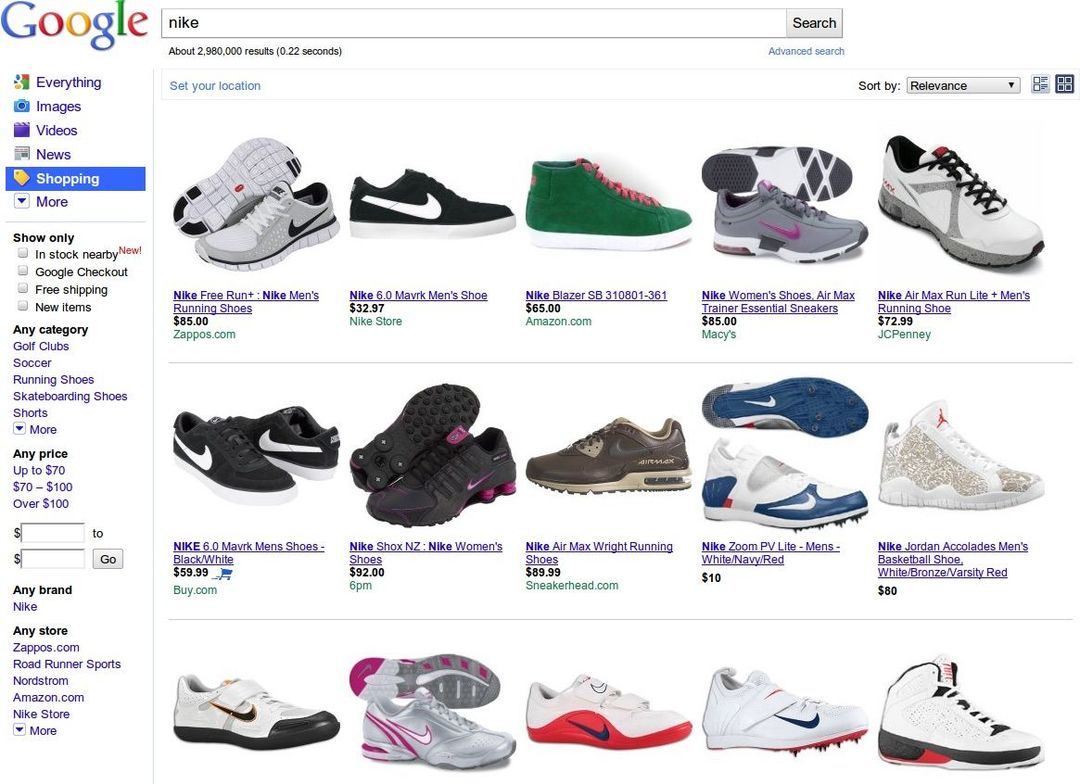 Google
nike
Search
About 2,980,000 results (0.22 seconds)
Advanced search
Everything
Images
Videos
News
Shopping
More
Set your location
Sort by: Relevance
Show only
In stock nearby New!
Google Checkout
Free shipping
New items
Any category
Golf Clubs
Soccer
Running Shoes
Skateboarding Shoes
Shorts
More
Any price
Up to $70
$70 – $100
Over $100
$ to
$ Go
Any brand
Nike
Any store
Zappos.com
Road Runner Sports
Nordstrom
Amazon.com
Nike Store
More
Nike Free Run+ : Nike Men's
Running Shoes
$85.00
Zappos.com
Nike 6.0 Mavrk Men's Shoe
$32.97
Nike Store
Nike Blazer SB 310801-361
$65.00
Amazon.com
Nike Women's Shoes, Air Max
Trainer Essential Sneakers
$85.00
Macy's
Nike Air Max Run Lite + Men's
Running Shoe
$72.99
JCPenney
NIKE 6.0 Mavrk Mens Shoes -
Black/White
$59.99
Buy.com
Nike Shox NZ : Nike Women's
Shoes
$92.00
6pm
AIRMAX
Nike Air Max Wright Running
Shoes
$89.99
Sneakerhead.com
Nike Zoom PV Lite - Mens -
White/Navy/Red
$10
Nike Jordan Accolades Men's
Basketball Shoe,
White/Bronze/Varsity Red
$80